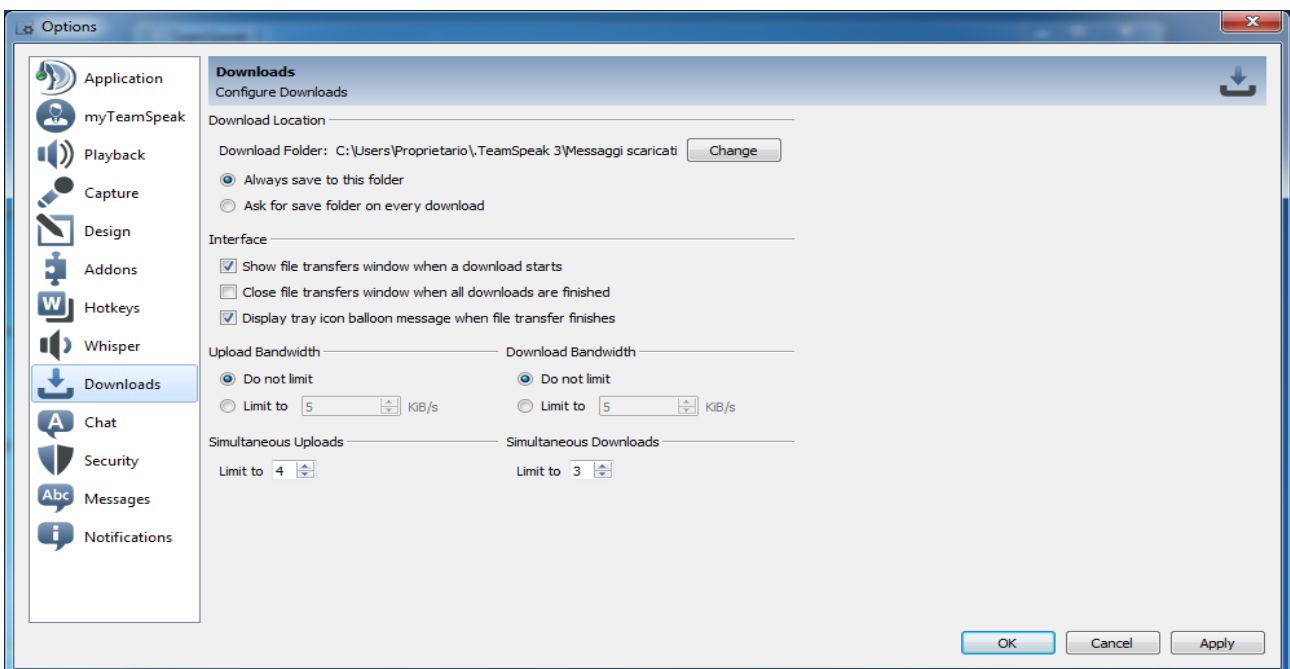 Options
Application
myTeamSpeak
Playback
Capture
Design
Addons
Hotkeys
Whisper
Downloads
Chat
Security
Messages
Notifications
W
A
Abc
Downloads
Configure Downloads
Download Location
Download Folder: C:\Users\Proprietario\.TeamSpeak 3\Messaggi scaricati Change
Always save to this folder
Ask for save folder on every download
Interface
Show file transfers window when a download starts
Close file transfers window when all downloads are finished
Display tray icon balloon message when file transfer finishes
Upload Bandwidth Download Bandwidth
Do not limit Do not limit
Limit to 5 KiB/s Limit to 5 KiB/s
Simultaneous Uploads Simultaneous Downloads
Limit to 4 Limit to 3
OK Cancel Apply